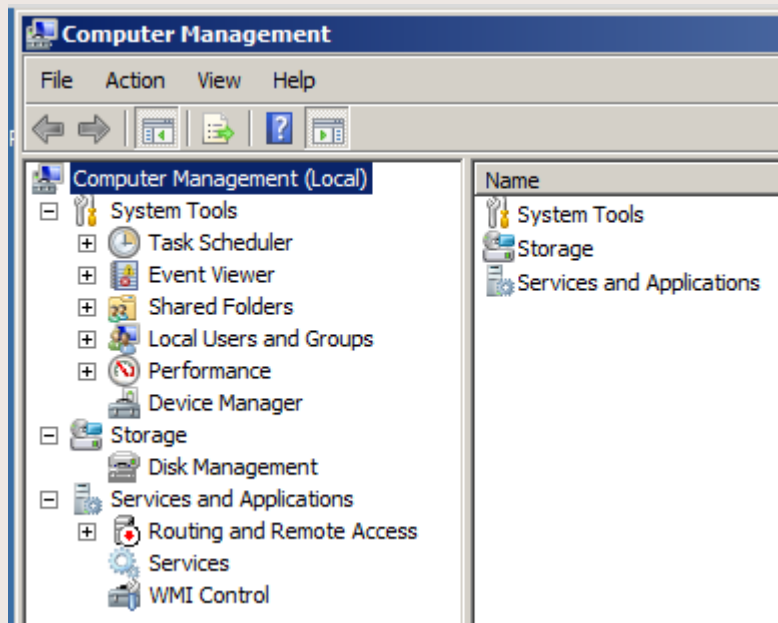 Computer Management
File Action View Help
Computer Management (Local)
System Tools
Task Scheduler
Event Viewer
Shared Folders
Local Users and Groups
Performance
Device Manager
Storage
Disk Management
Services and Applications
Routing and Remote Access
Services
WMI Control
Name
System Tools
Storage
Services and Applications